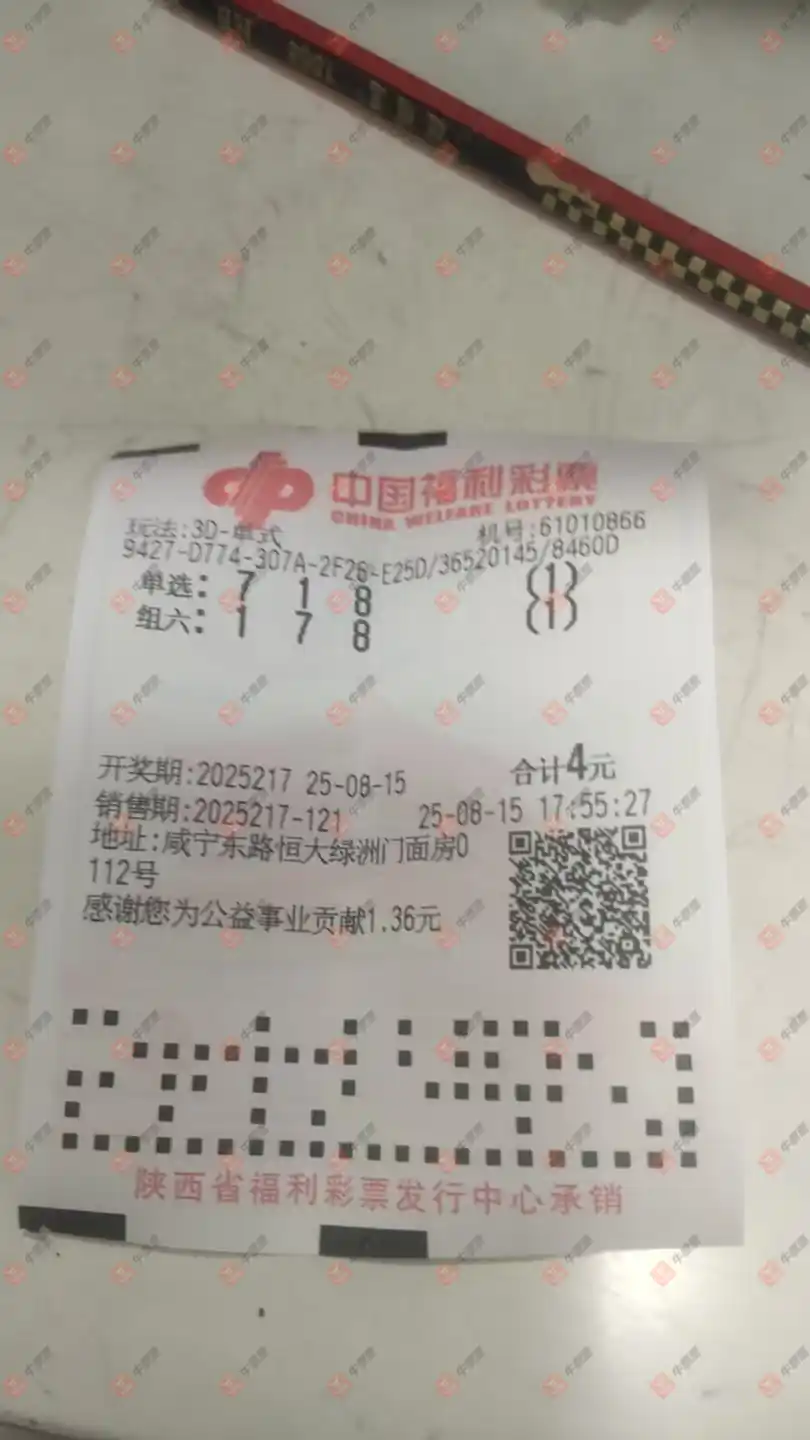 中国福利彩票
CHINA WELFARE LOTTERY
玩法:3D-单式 机号:61010866
9427-D774-307A-2F26-E25D/36520145/8460D
单选: 7 1 8 (1)
组六: 1 7 8 (1)
开奖期:2025217 25-08-15 合计4元
销售期:2025217-121 25-08-15 17:55:27
地址:咸宁东路恒大绿洲门面房0
112号
感谢您为公益事业贡献1.36元
陕西省福利彩票发行中心承销